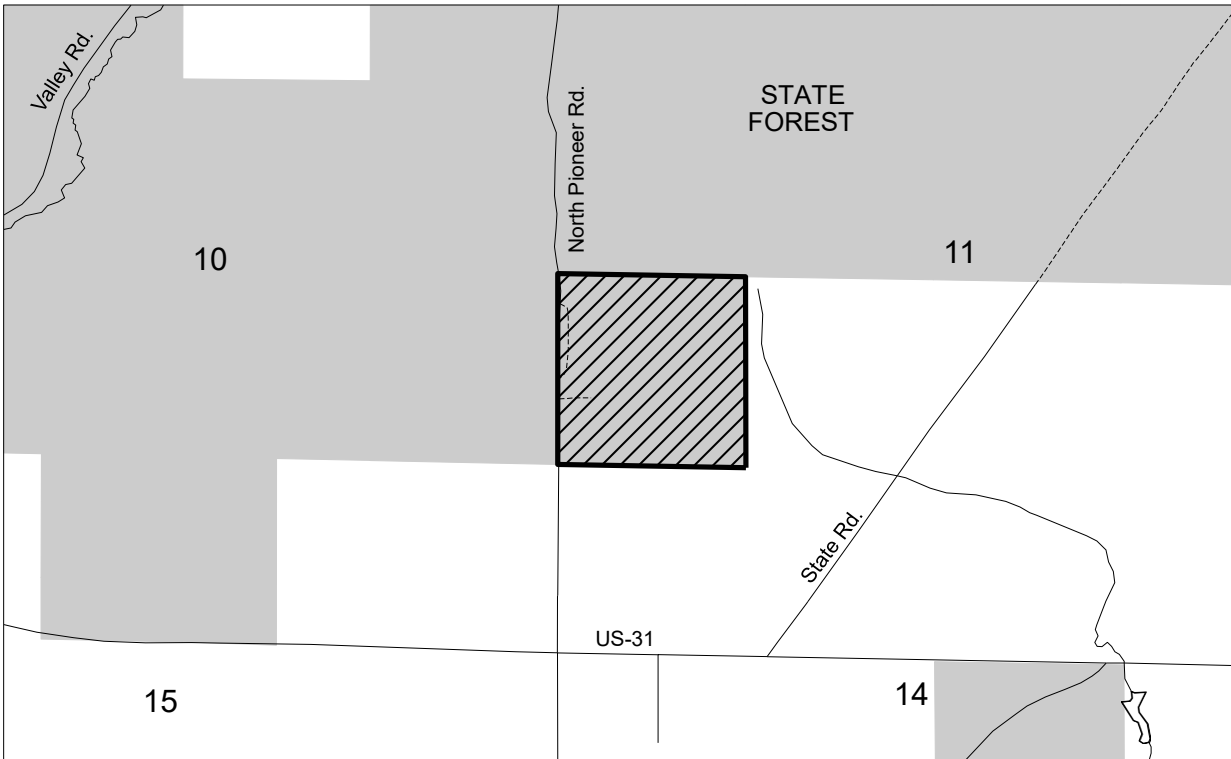 Valley Rd.
North Pioneer Rd.
STATE
FOREST
10
11
State Rd.
US-31
15
14